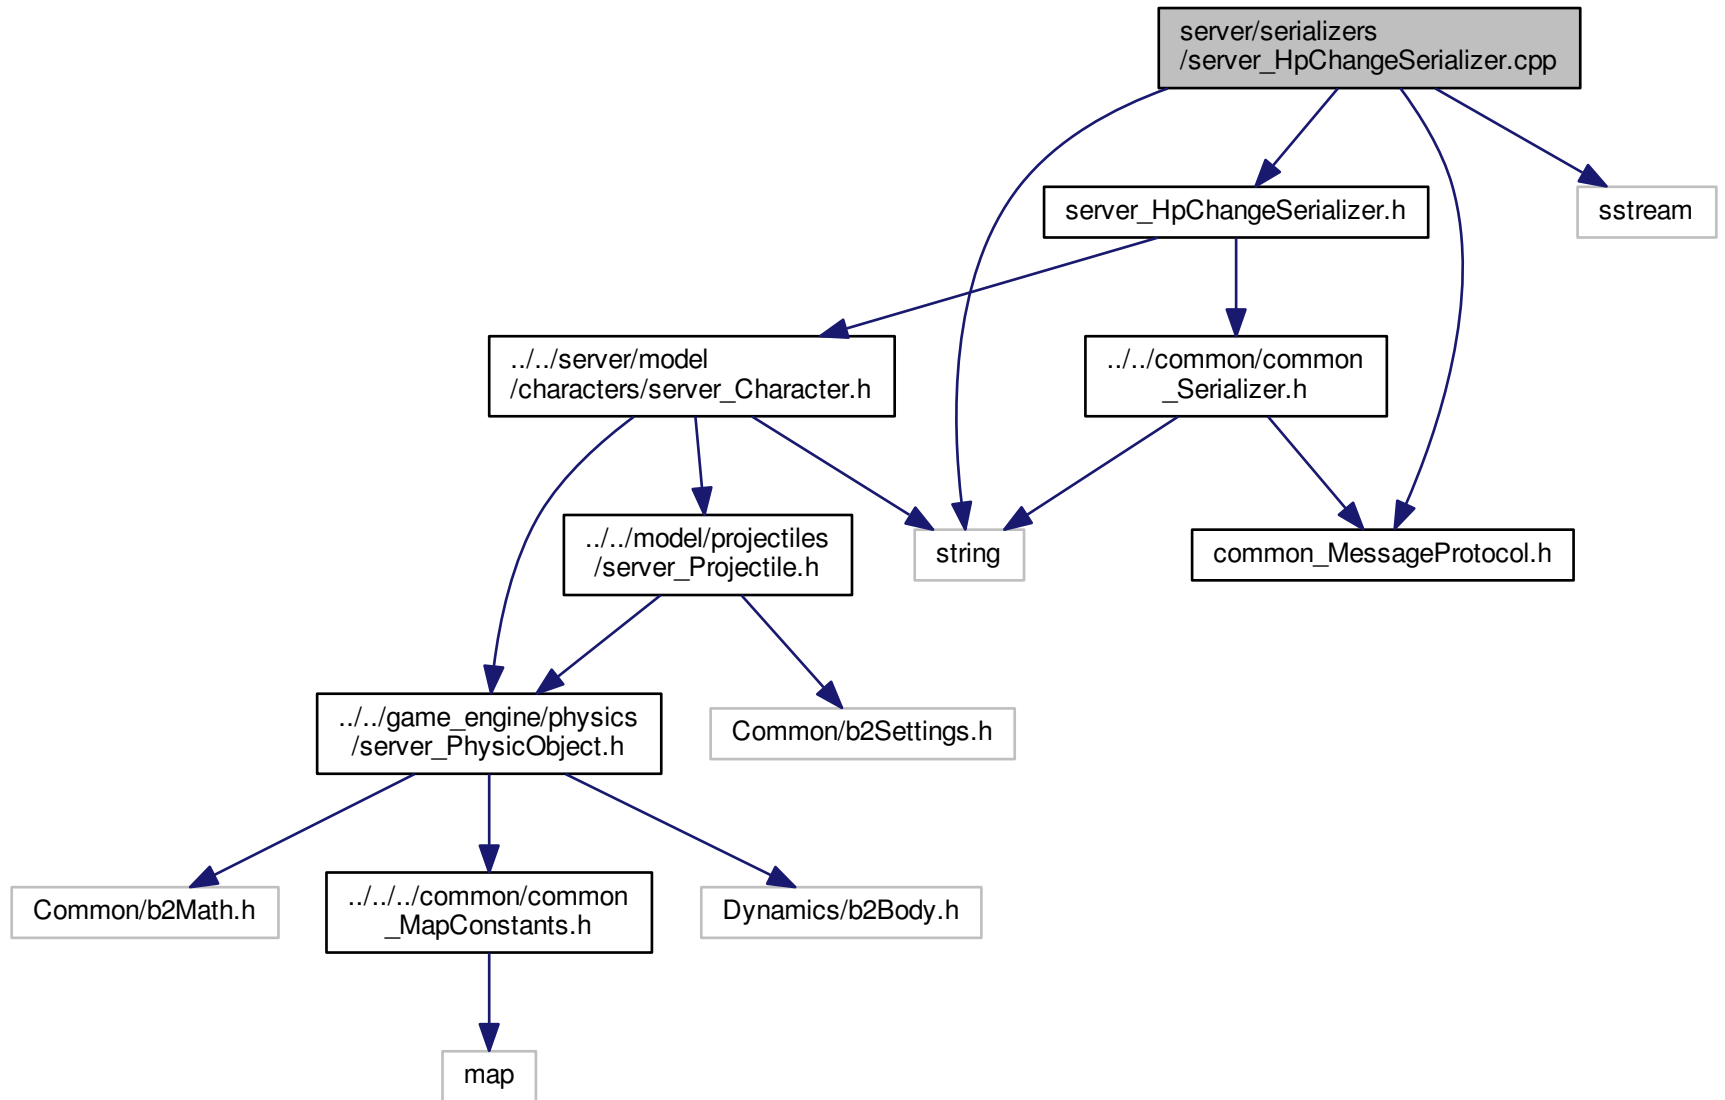 server/serializers
/server_HpChangeSerializer.cpp
server_HpChangeSerializer.h
sstream
../../server/model
/characters/server_Character.h
../../common/common
_Serializer.h
../../model/projectiles
/server_Projectile.h
string
common_MessageProtocol.h
../../game_engine/physics
/server_PhysicObject.h
Common/b2Settings.h
Common/b2Math.h
../../../common/common
_MapConstants.h
Dynamics/b2Body.h
map